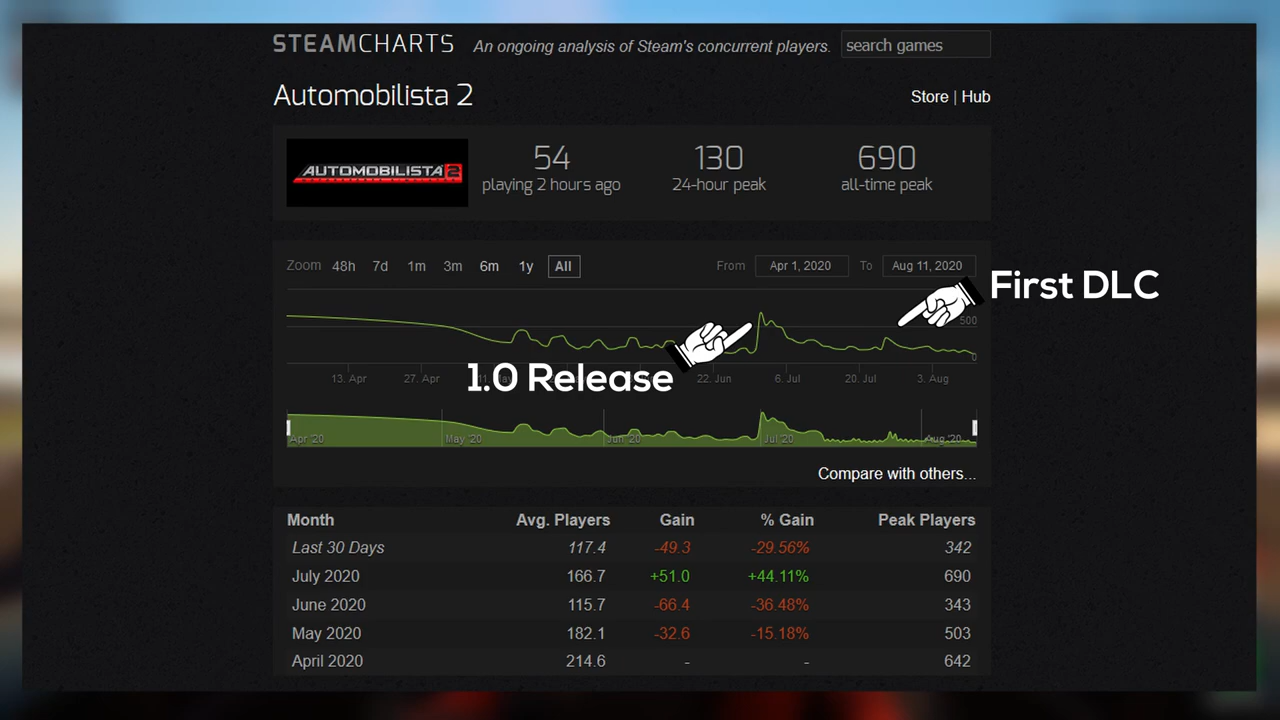 STEAMCHARTS An ongoing analysis of Steam's concurrent players. search games
Automobilista 2 Store | Hub
AUTOMOBILISTA 2
54 130 690
playing 2 hours ago 24-hour peak all-time peak
Zoom 48h 7d 1m 3m 6m 1y All From Apr 1, 2020 To Aug 11, 2020
First DLC
500
0
1.0 Release
13. Apr 27. Apr 22. Jun 6. Jul 20. Jul 3. Aug
Apr '20 May '20 Jun '20 Jul '20 Aug '20
Compare with others...
Month Avg. Players Gain % Gain Peak Players
Last 30 Days 117.4 -49.3 -29.56% 342
July 2020 166.7 +51.0 +44.11% 690
June 2020 115.7 -66.4 -36.48% 343
May 2020 182.1 -32.6 -15.18% 503
April 2020 214.6 - - 642